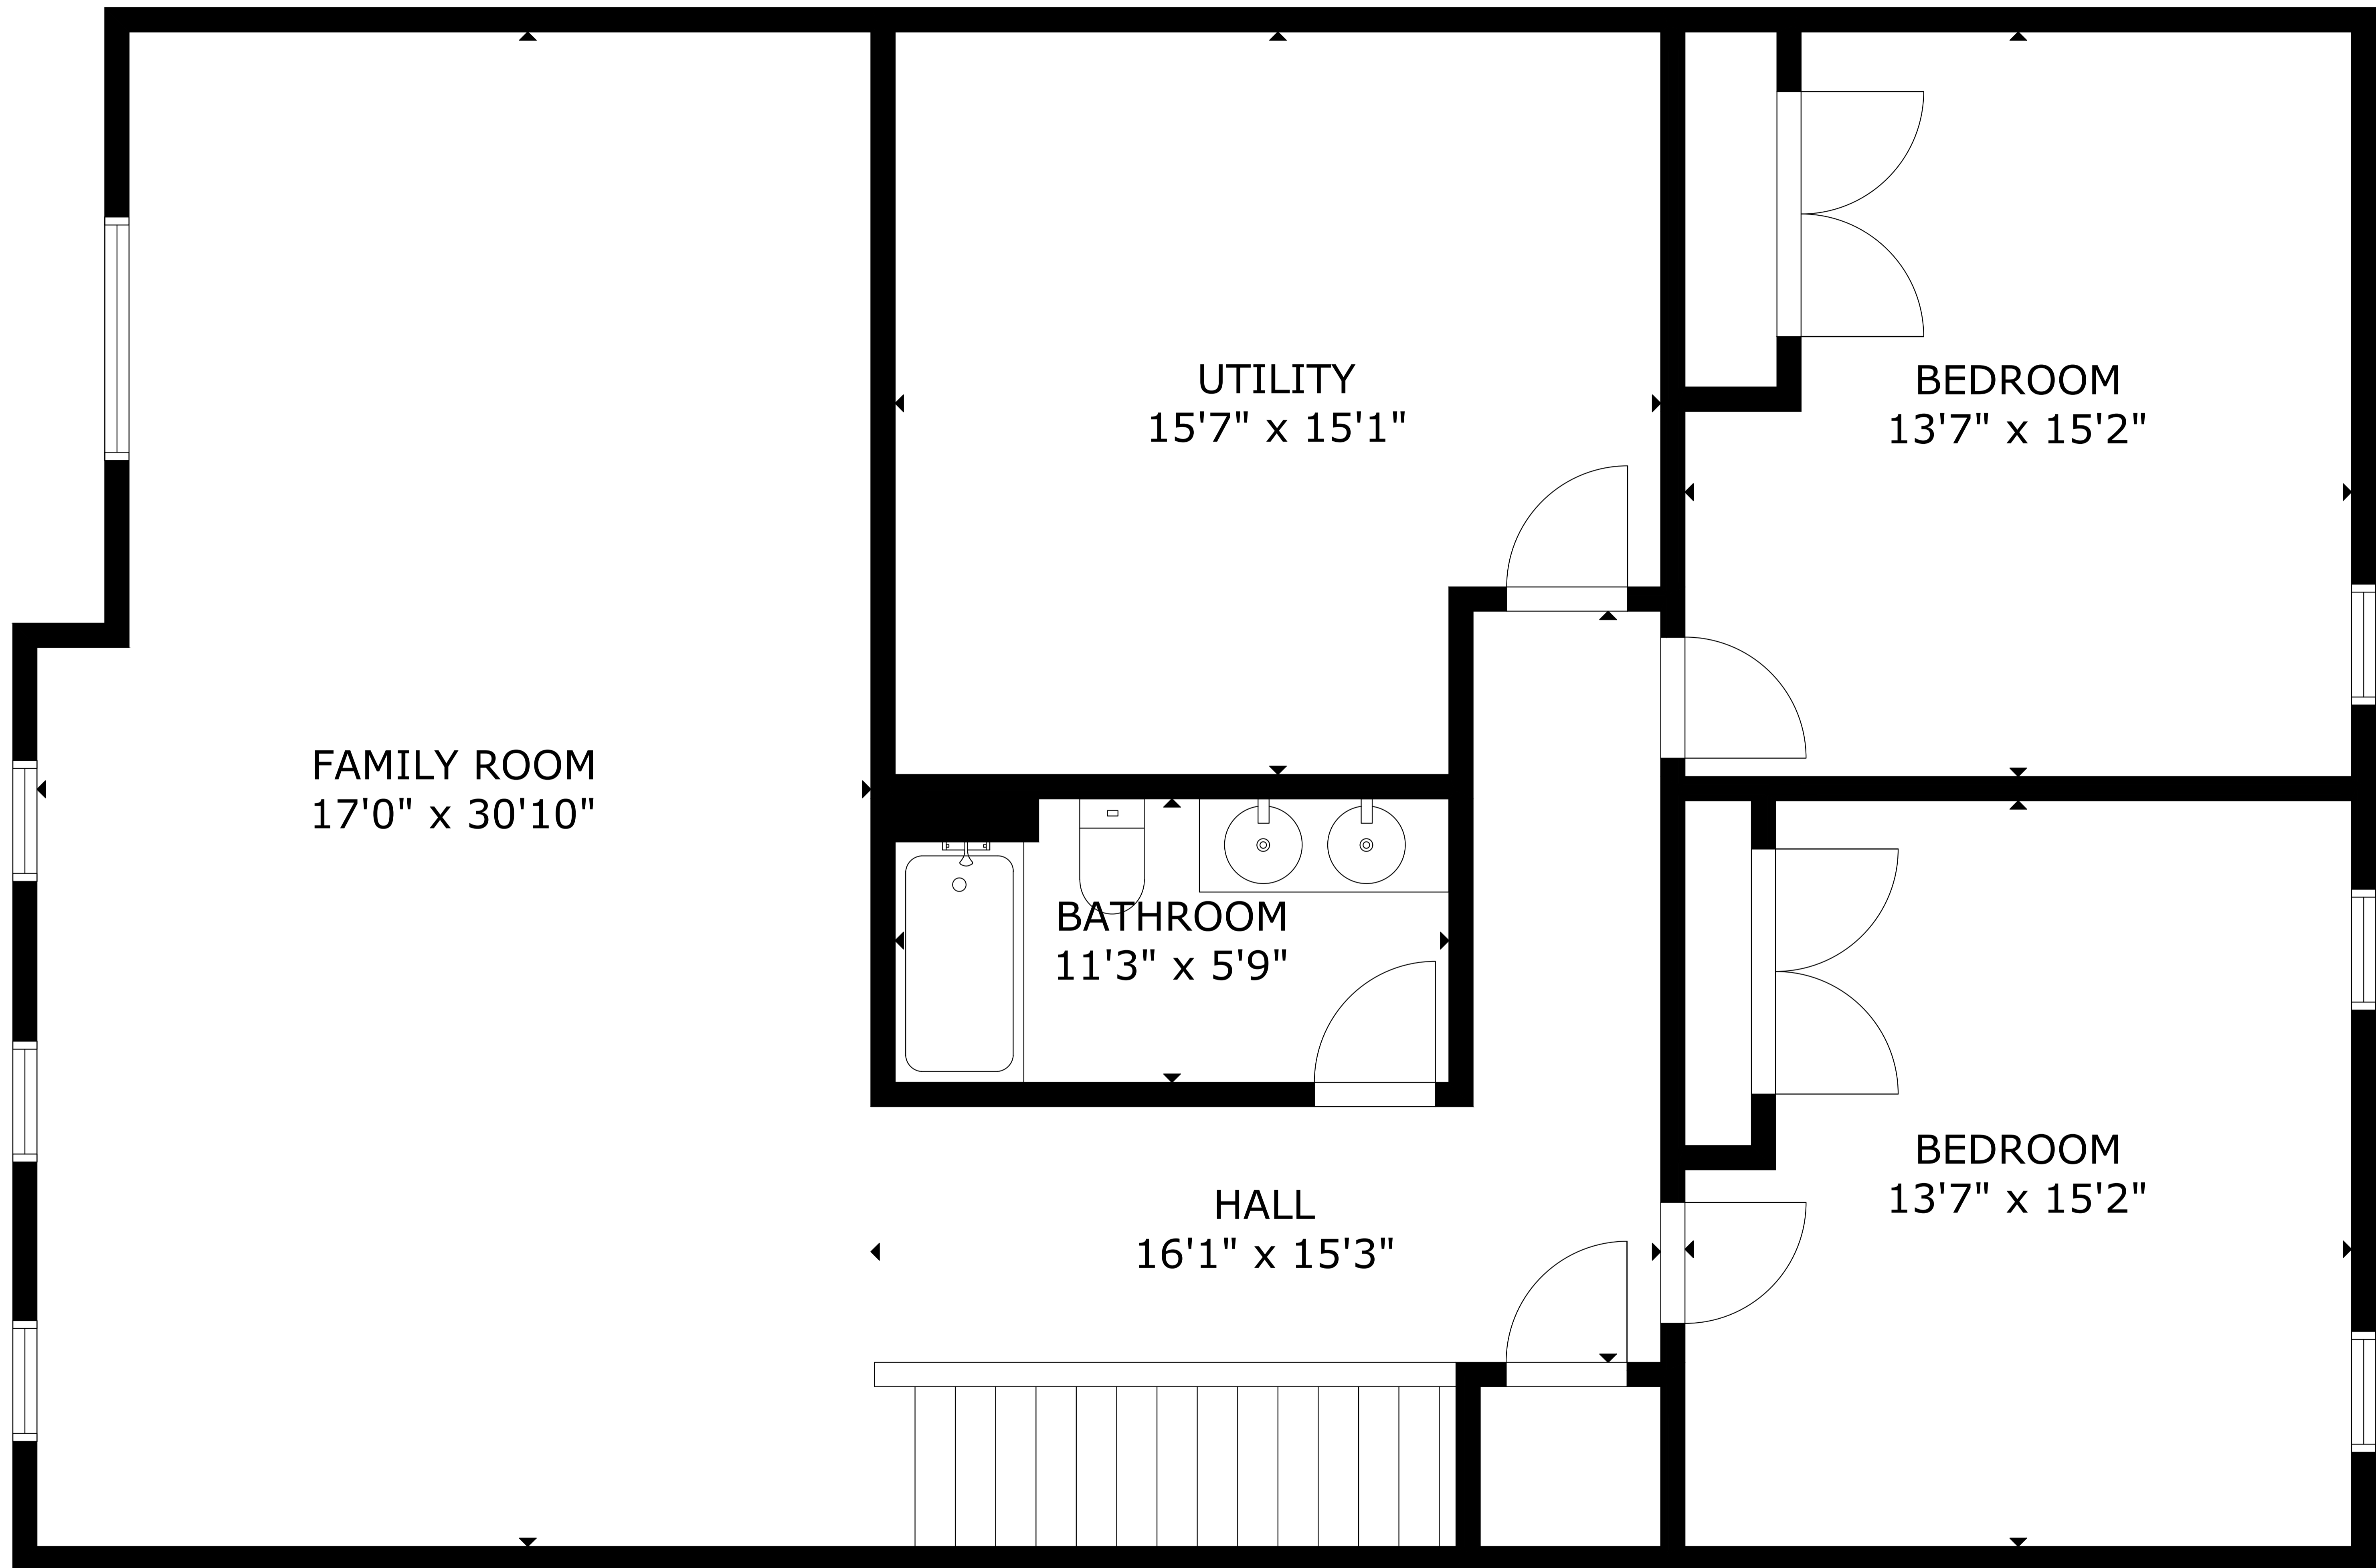 UTILITY
15'7" x 15'1"
BEDROOM
13'7" x 15'2"
FAMILY ROOM
17'0" x 30'10"
BATHROOM
11'3" x 5'9"
BEDROOM
13'7" x 15'2"
HALL
16'1" x 15'3"